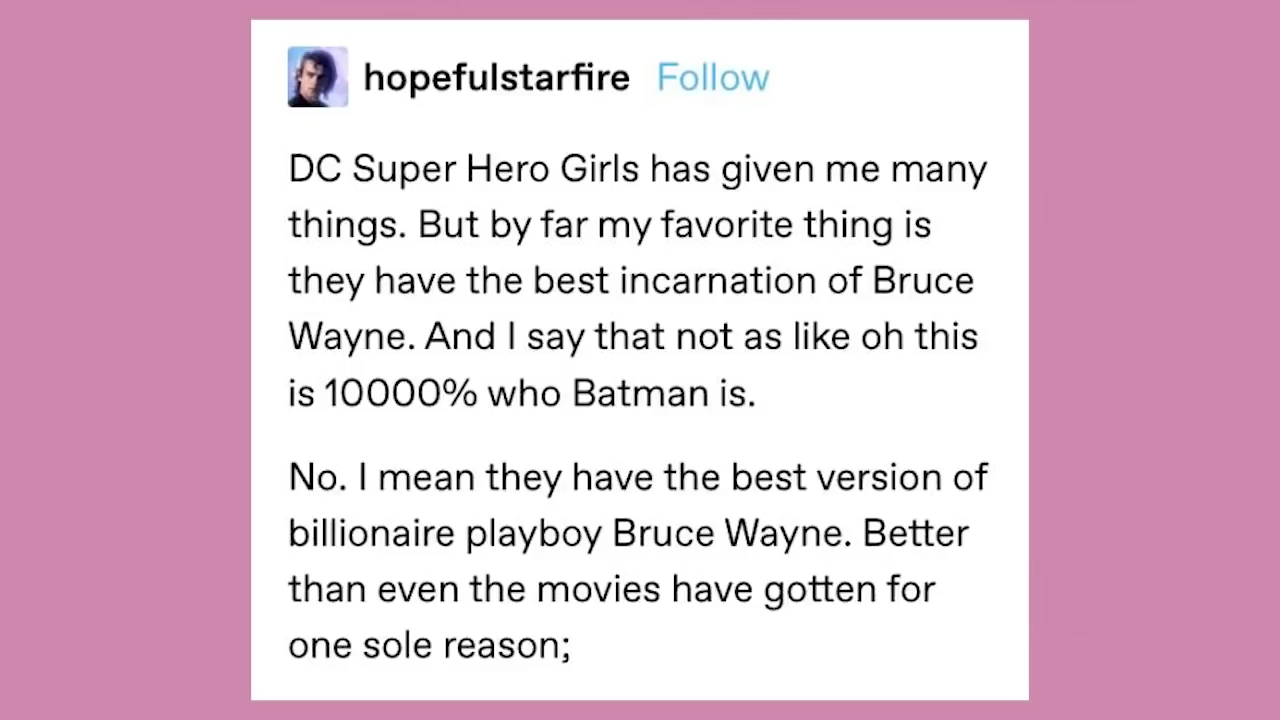 hopefulstarfire Follow
DC Super Hero Girls has given me many
things. But by far my favorite thing is
they have the best incarnation of Bruce
Wayne. And I say that not as like oh this
is 10000% who Batman is.
No. I mean they have the best version of
billionaire playboy Bruce Wayne. Better
than even the movies have gotten for
one sole reason;